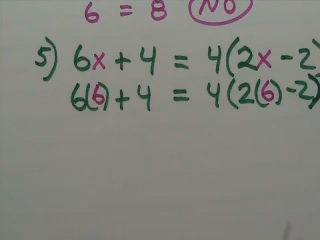 6 = 8 No
5) 6x + 4 = 4(2x - 2)
6(6) + 4 = 4(2(6) - 2)